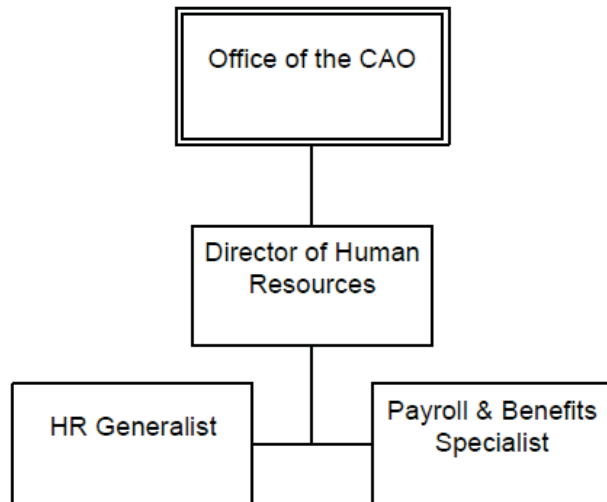 Office of the CAO
Director of Human
Resources
HR Generalist
Payroll & Benefits
Specialist